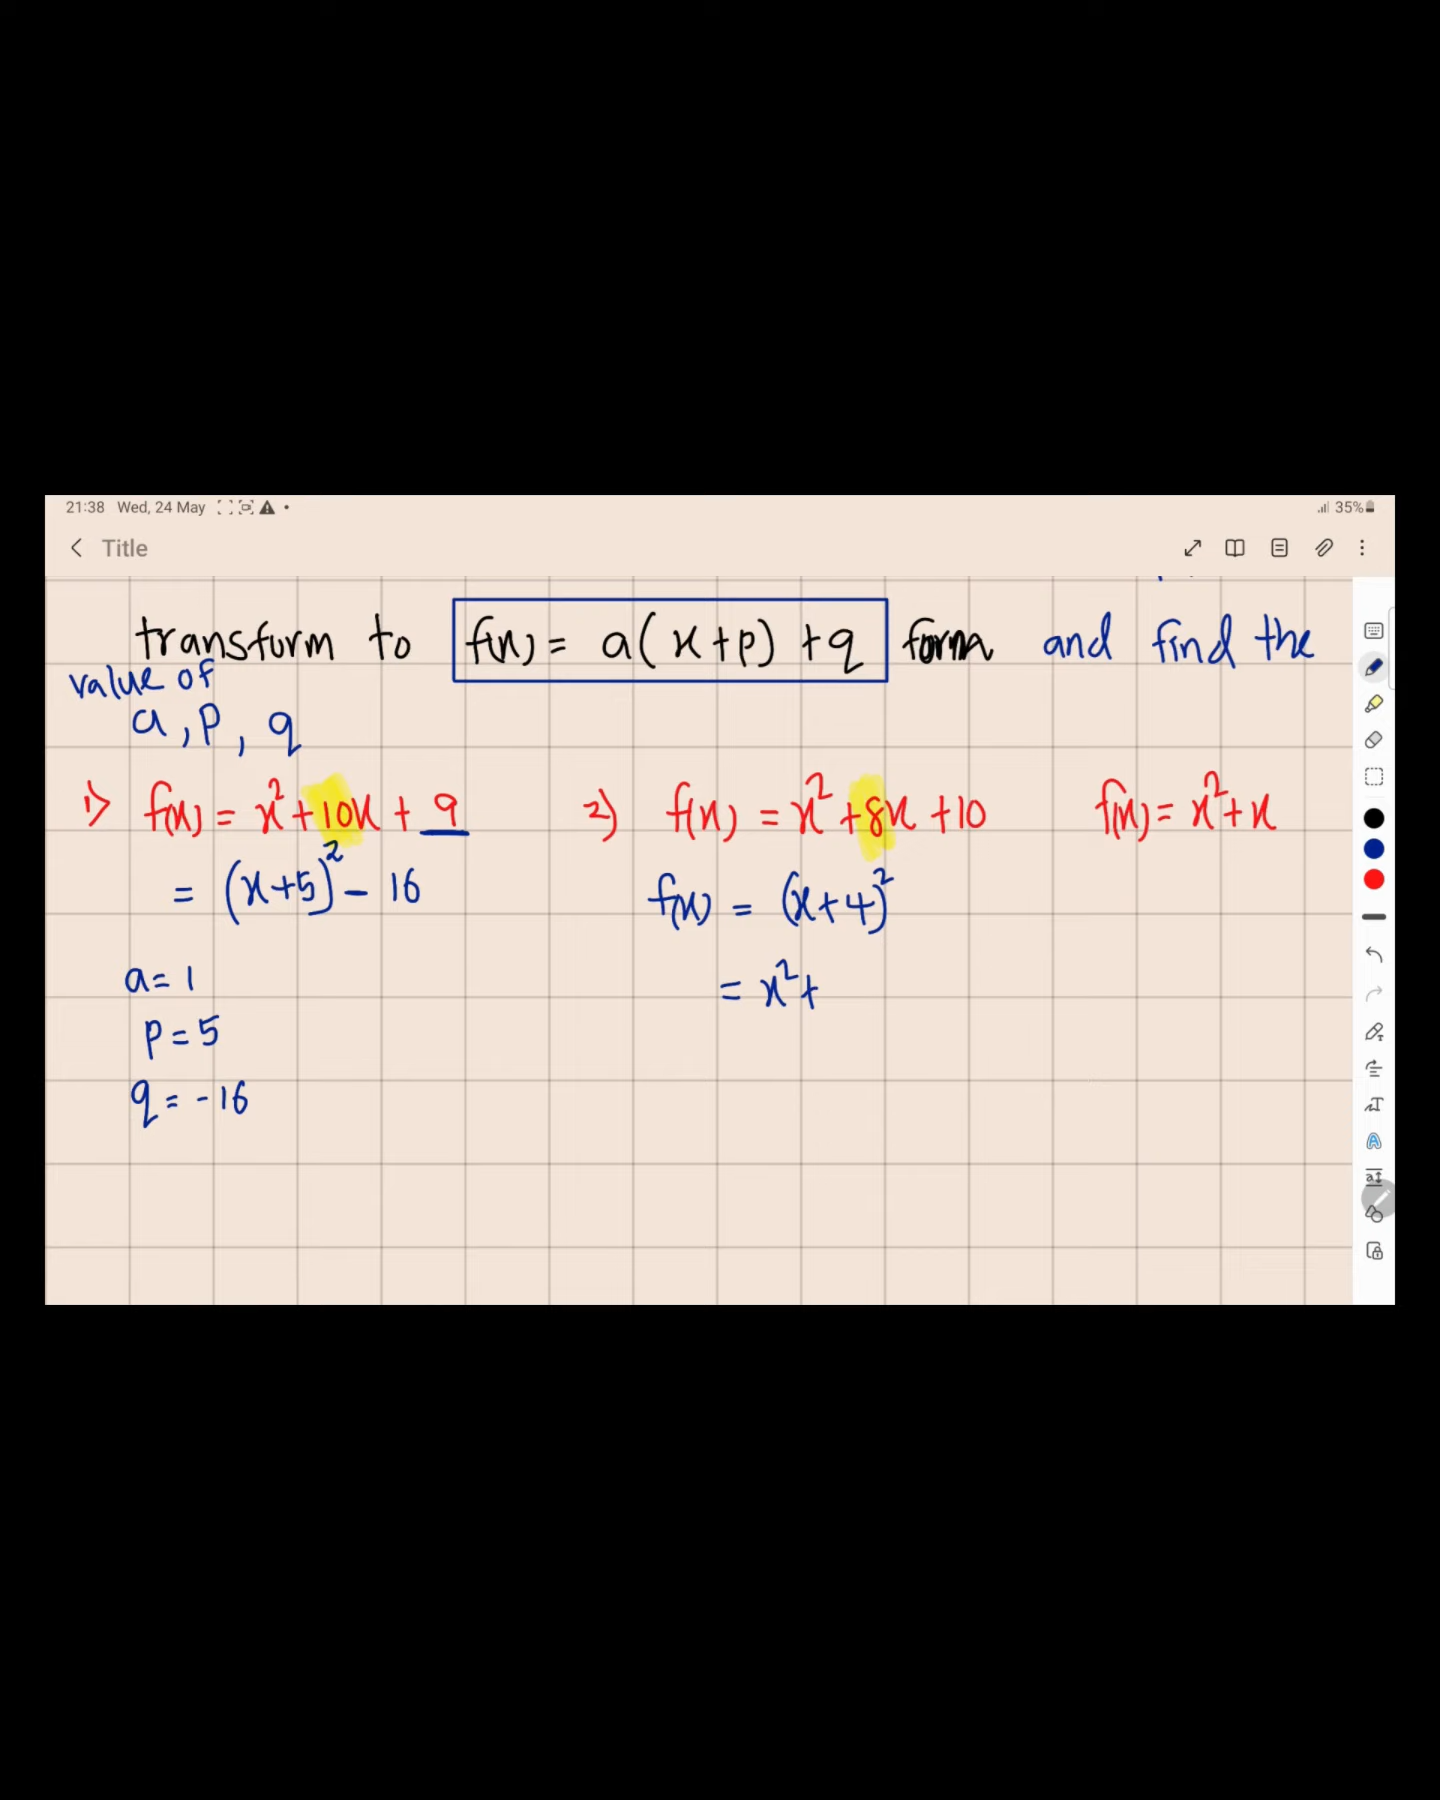 21:38 Wed, 24 May 35%
Title
transform to f(x) = a(x+p) +q form and find the
value of
a, p, q
1) f(x) = x²+10x + 9
= (x+5)² - 16
a = 1
p = 5
q = -16
2) f(x) = x² +8x +10
f(x) = (x+4)²
= x²+
f(x) = x²+x